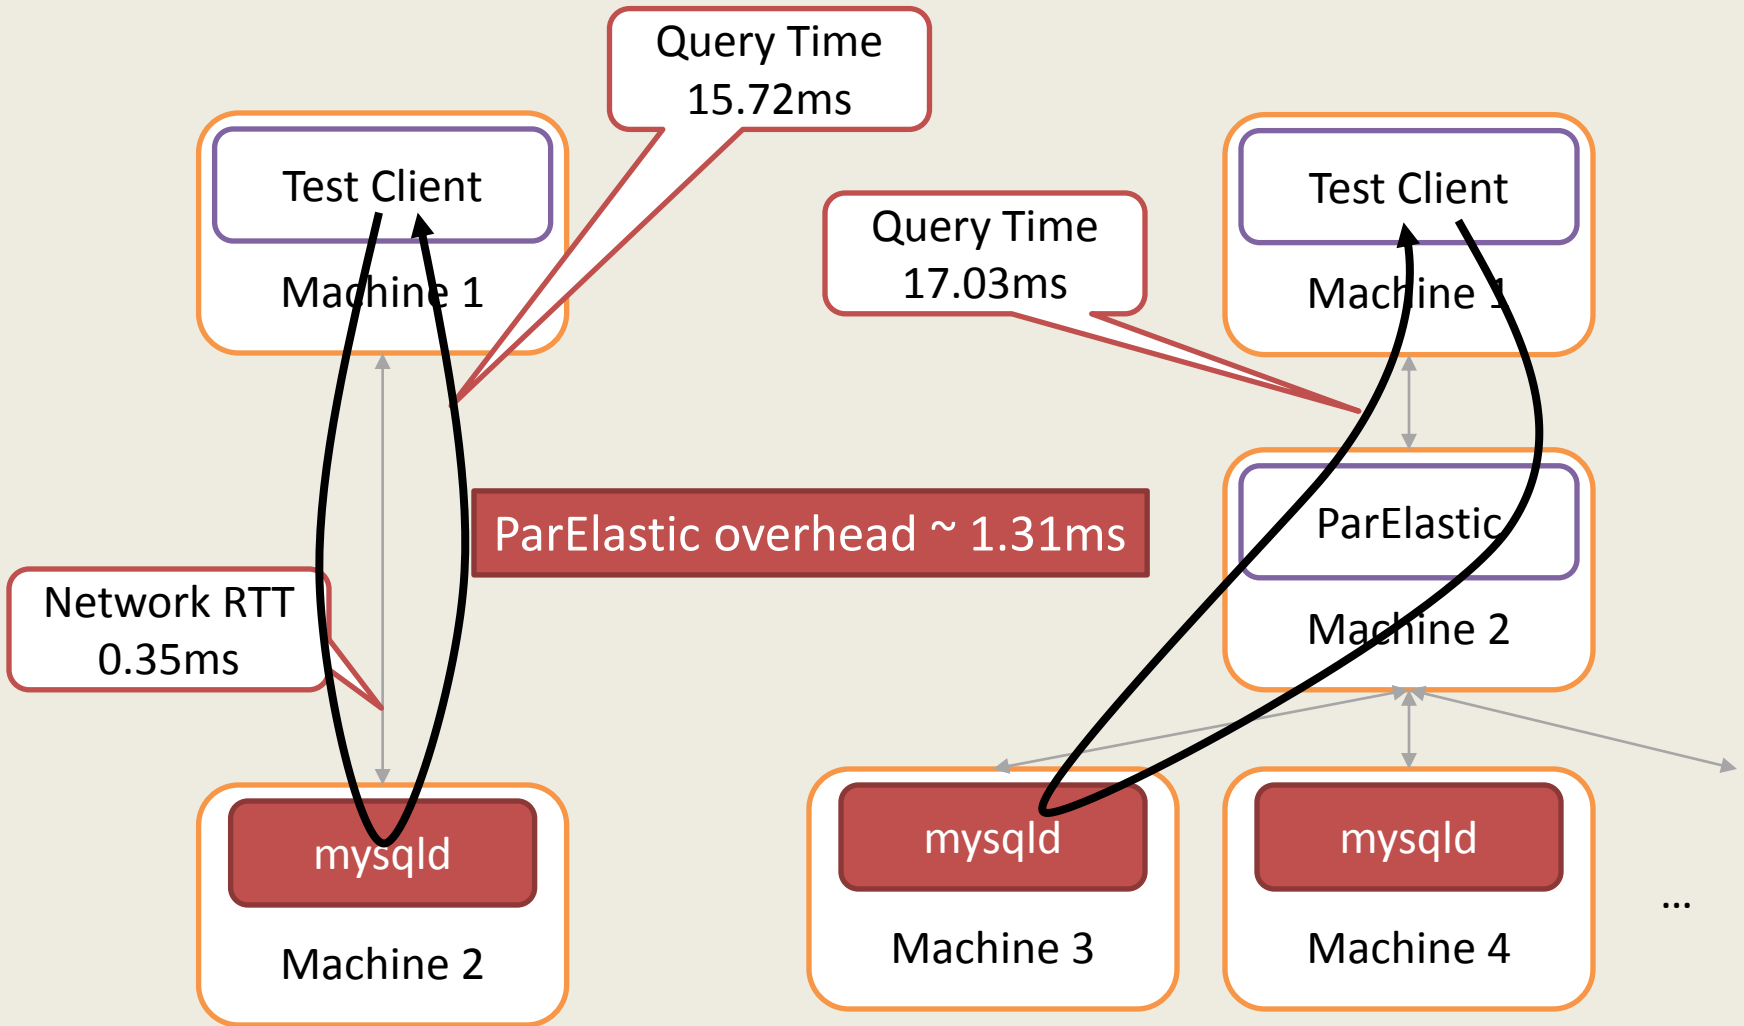 Query Time
15.72ms
Test Client
Machine 1
Query Time
17.03ms
Test Client
Machine 1
ParElastic overhead ~ 1.31ms
Network RTT
0.35ms
ParElastic
Machine 2
mysqld
Machine 2
mysqld
Machine 3
mysqld
Machine 4
...